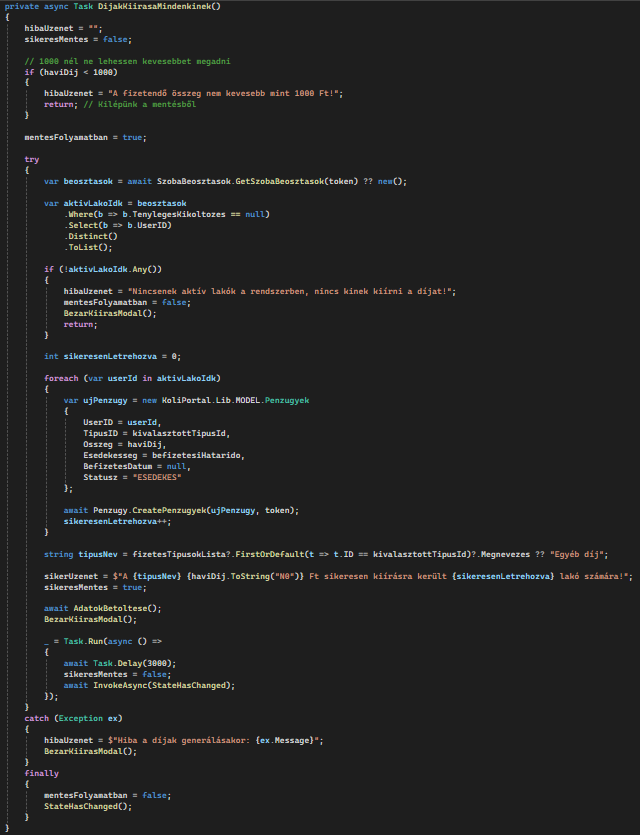 private async Task DijakKiirasaMindenkinek()
{
hibaUzenet = "";
sikeresMentes = false;
// 1000 nél ne lehessen kevesebbet megadni
if (haviDij < 1000)
{
hibaUzenet = "A fizetendő összeg nem kevesebb mint 1000 Ft!";
return; // Kilépünk a mentésből
}
mentesFolyamatban = true;
try
{
var beosztasok = await SzobaBeosztasok.GetSzobaBeosztasok(token) ?? new();
var aktivLakoIdk = beosztasok
.Where(b => b.TenylegesKikoltozes == null)
.Select(b => b.UserID)
.Distinct()
.ToList();
if (!aktivLakoIdk.Any())
{
hibaUzenet = "Nincsenek aktív lakók a rendszerben, nincs kinek kiírni a díjat!";
mentesFolyamatban = false;
BezarKiirasModal();
return;
}
int sikeresenLetrehozva = 0;
foreach (var userId in aktivLakoIdk)
{
var ujPenzugy = new KoliPortal.Lib.MODEL.Penzugyek
{
UserID = userId,
TipusID = kivalasztottTipusId,
Osszeg = haviDij,
Esedekesseg = befizetesiHatarido,
BefizetesDatum = null,
Statusz = "ESEDEKES"
};
await Penzugy.CreatePenzugyek(ujPenzugy, token);
sikeresenLetrehozva++;
}
string tipusNev = fizetesTipusokLista?.FirstOrDefault(t => t.ID == kivalasztottTipusId)?.Megnevezes ?? "Egyéb díj";
sikerUzenet = $"A {tipusNev} {haviDij.ToString("N0")} Ft sikeresen kiírásra került {sikeresenLetrehozva} lakó számára!";
sikeresMentes = true;
await AdatokBetoltese();
BezarKiirasModal();
_ = Task.Run(async () =>
{
await Task.Delay(3000);
sikeresMentes = false;
await InvokeAsync(StateHasChanged);
});
}
catch (Exception ex)
{
hibaUzenet = $"Hiba a díjak generálásakor: {ex.Message}";
BezarKiirasModal();
}
finally
{
mentesFolyamatban = false;
StateHasChanged();
}
}